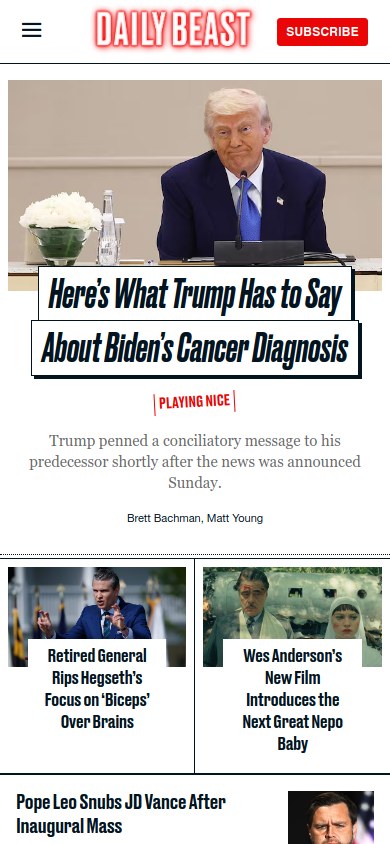 DAILY BEAST
SUBSCRIBE
Here's What Trump Has to Say
About Biden's Cancer Diagnosis
PLAYING NICE
Trump penned a conciliatory message to his
predecessor shortly after the news was announced
Sunday.
Brett Bachman, Matt Young
Retired General
Rips Hegseth's
Focus on ‘Biceps’
Over Brains
Wes Anderson's
New Film
Introduces the
Next Great Nepo
Baby
Pope Leo Snubs JD Vance After
Inaugural Mass